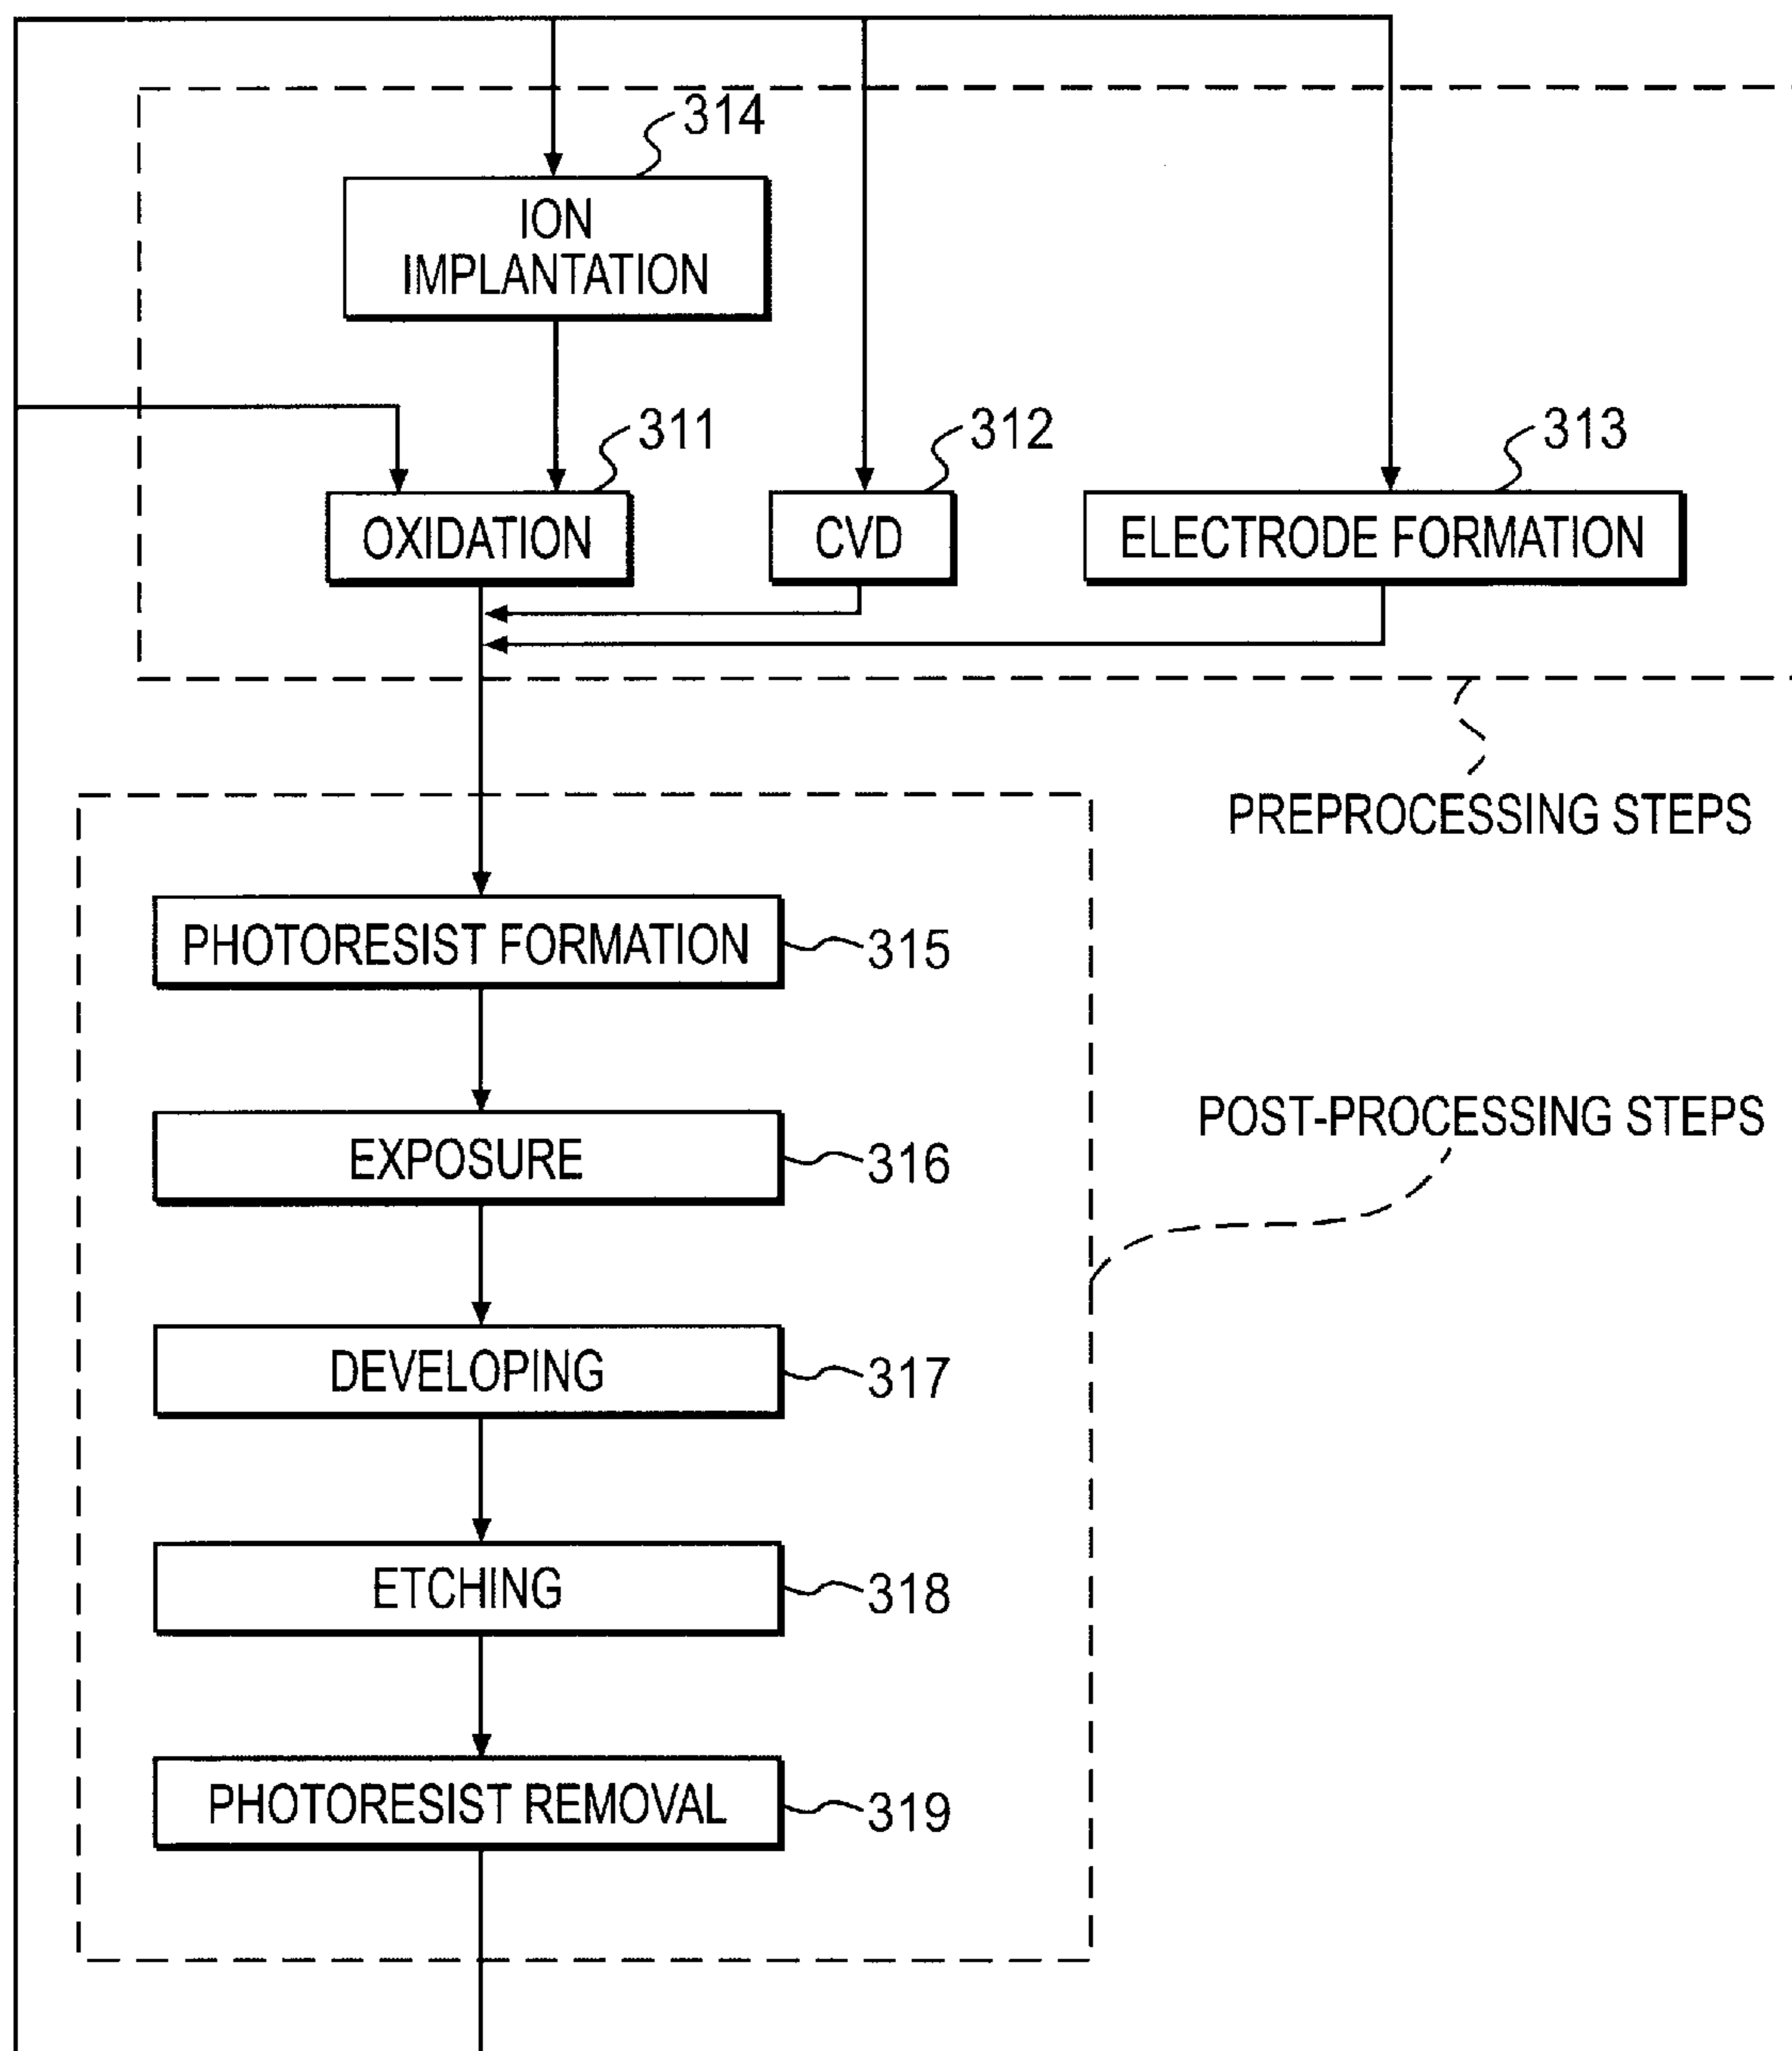 314
ION
IMPLANTATION
311
312
313
OXIDATION
CVD
ELECTRODE FORMATION
PREPROCESSING STEPS
PHOTORESIST FORMATION
315
POST-PROCESSING STEPS
EXPOSURE
316
DEVELOPING
317
ETCHING
318
PHOTORESIST REMOVAL
319